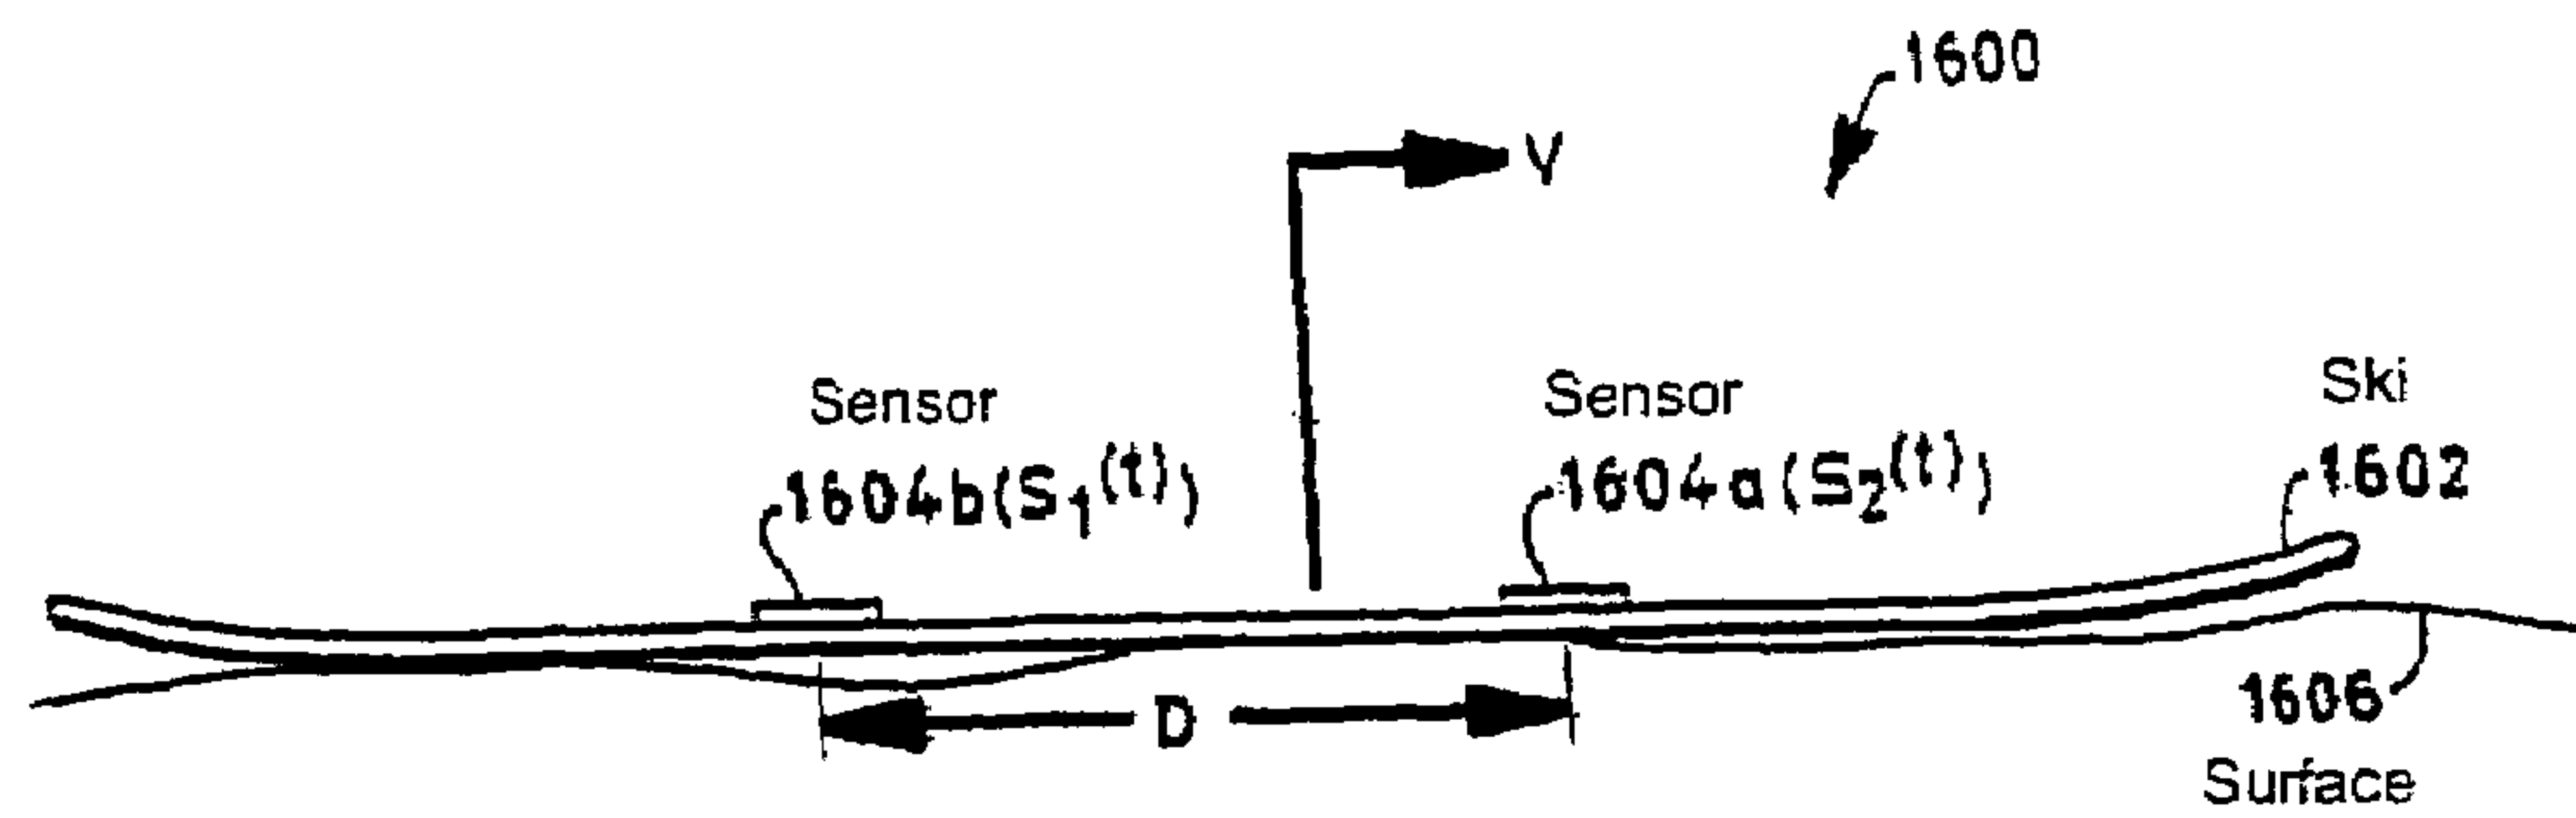 1600
V
Sensor
1604b(S1(t))
Sensor
1604a(S2(t))
Ski
1602
D
1606
Surface